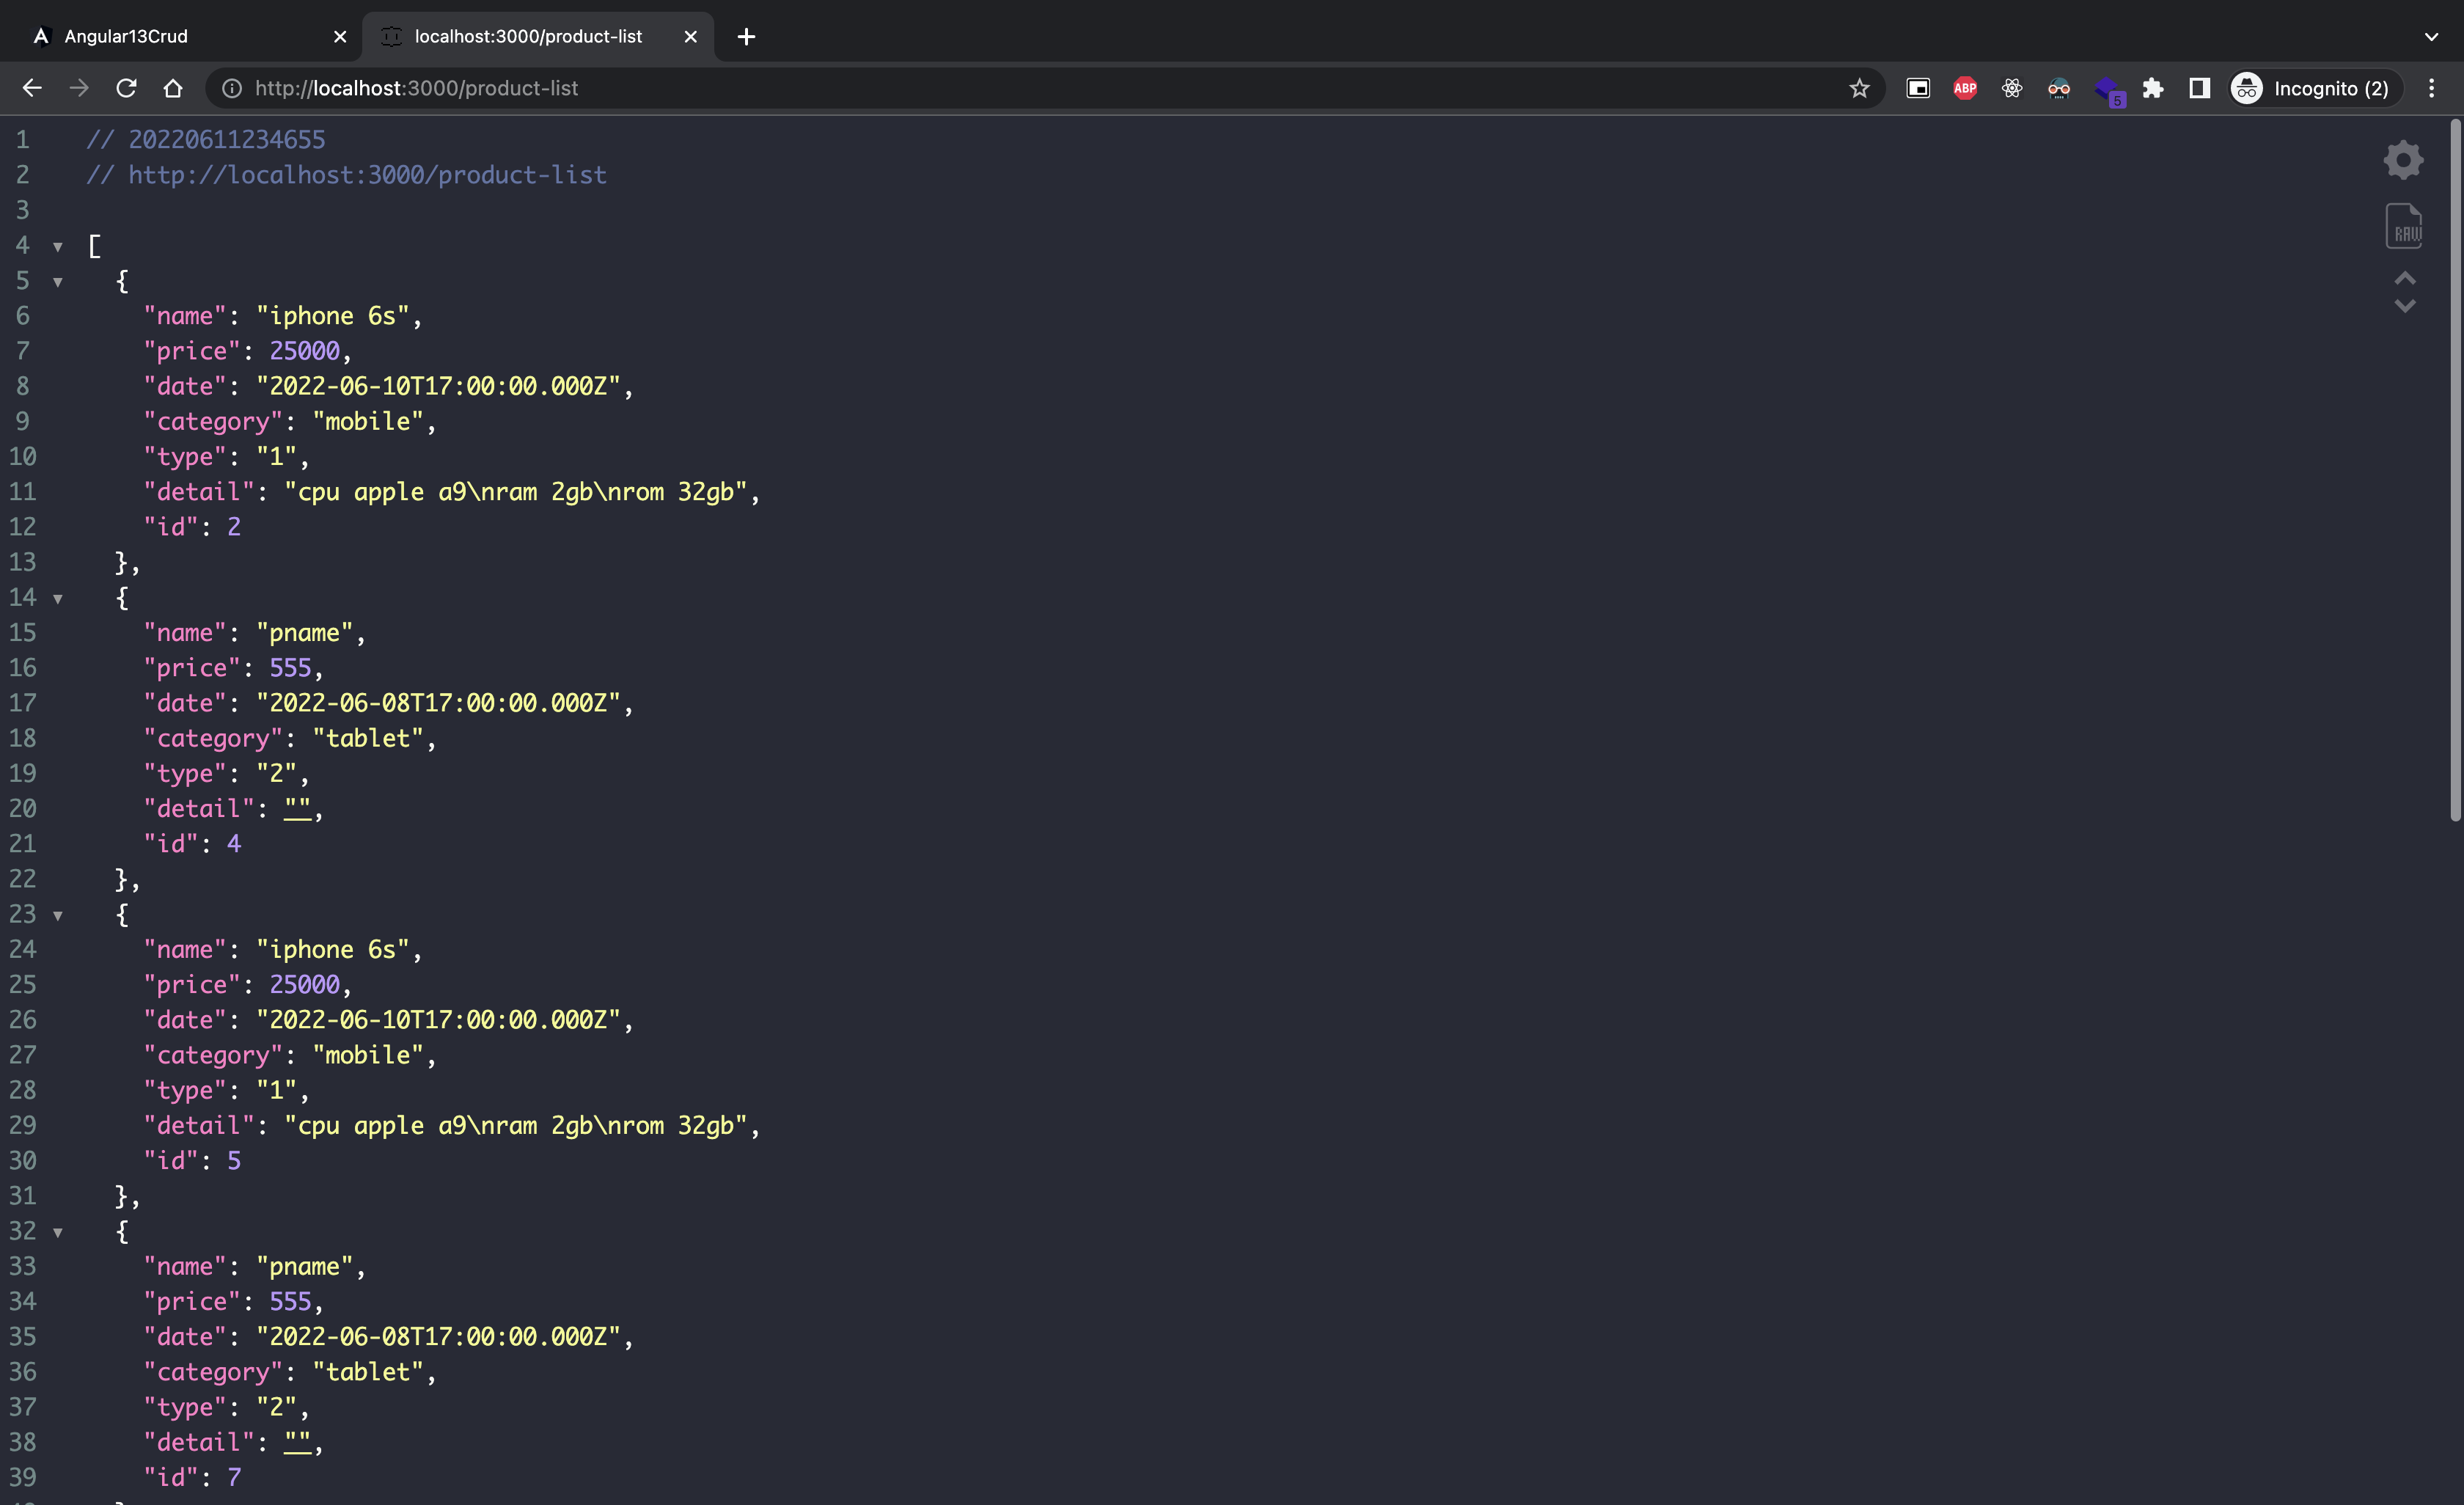 Angular13Crud
localhost:3000/product-list
http://localhost:3000/product-list
ABP
5
Incognito (2)
1 // 20220611234655
2 // http://localhost:3000/product-list
3
4 [
5 {
6 "name": "iphone 6s",
7 "price": 25000,
8 "date": "2022-06-10T17:00:00.000Z",
9 "category": "mobile",
10 "type": "1",
11 "detail": "cpu apple a9\nram 2gb\nrom 32gb",
12 "id": 2
13 },
14 {
15 "name": "pname",
16 "price": 555,
17 "date": "2022-06-08T17:00:00.000Z",
18 "category": "tablet",
19 "type": "2",
20 "detail": "",
21 "id": 4
22 },
23 {
24 "name": "iphone 6s",
25 "price": 25000,
26 "date": "2022-06-10T17:00:00.000Z",
27 "category": "mobile",
28 "type": "1",
29 "detail": "cpu apple a9\nram 2gb\nrom 32gb",
30 "id": 5
31 },
32 {
33 "name": "pname",
34 "price": 555,
35 "date": "2022-06-08T17:00:00.000Z",
36 "category": "tablet",
37 "type": "2",
38 "detail": "",
39 "id": 7
RAW